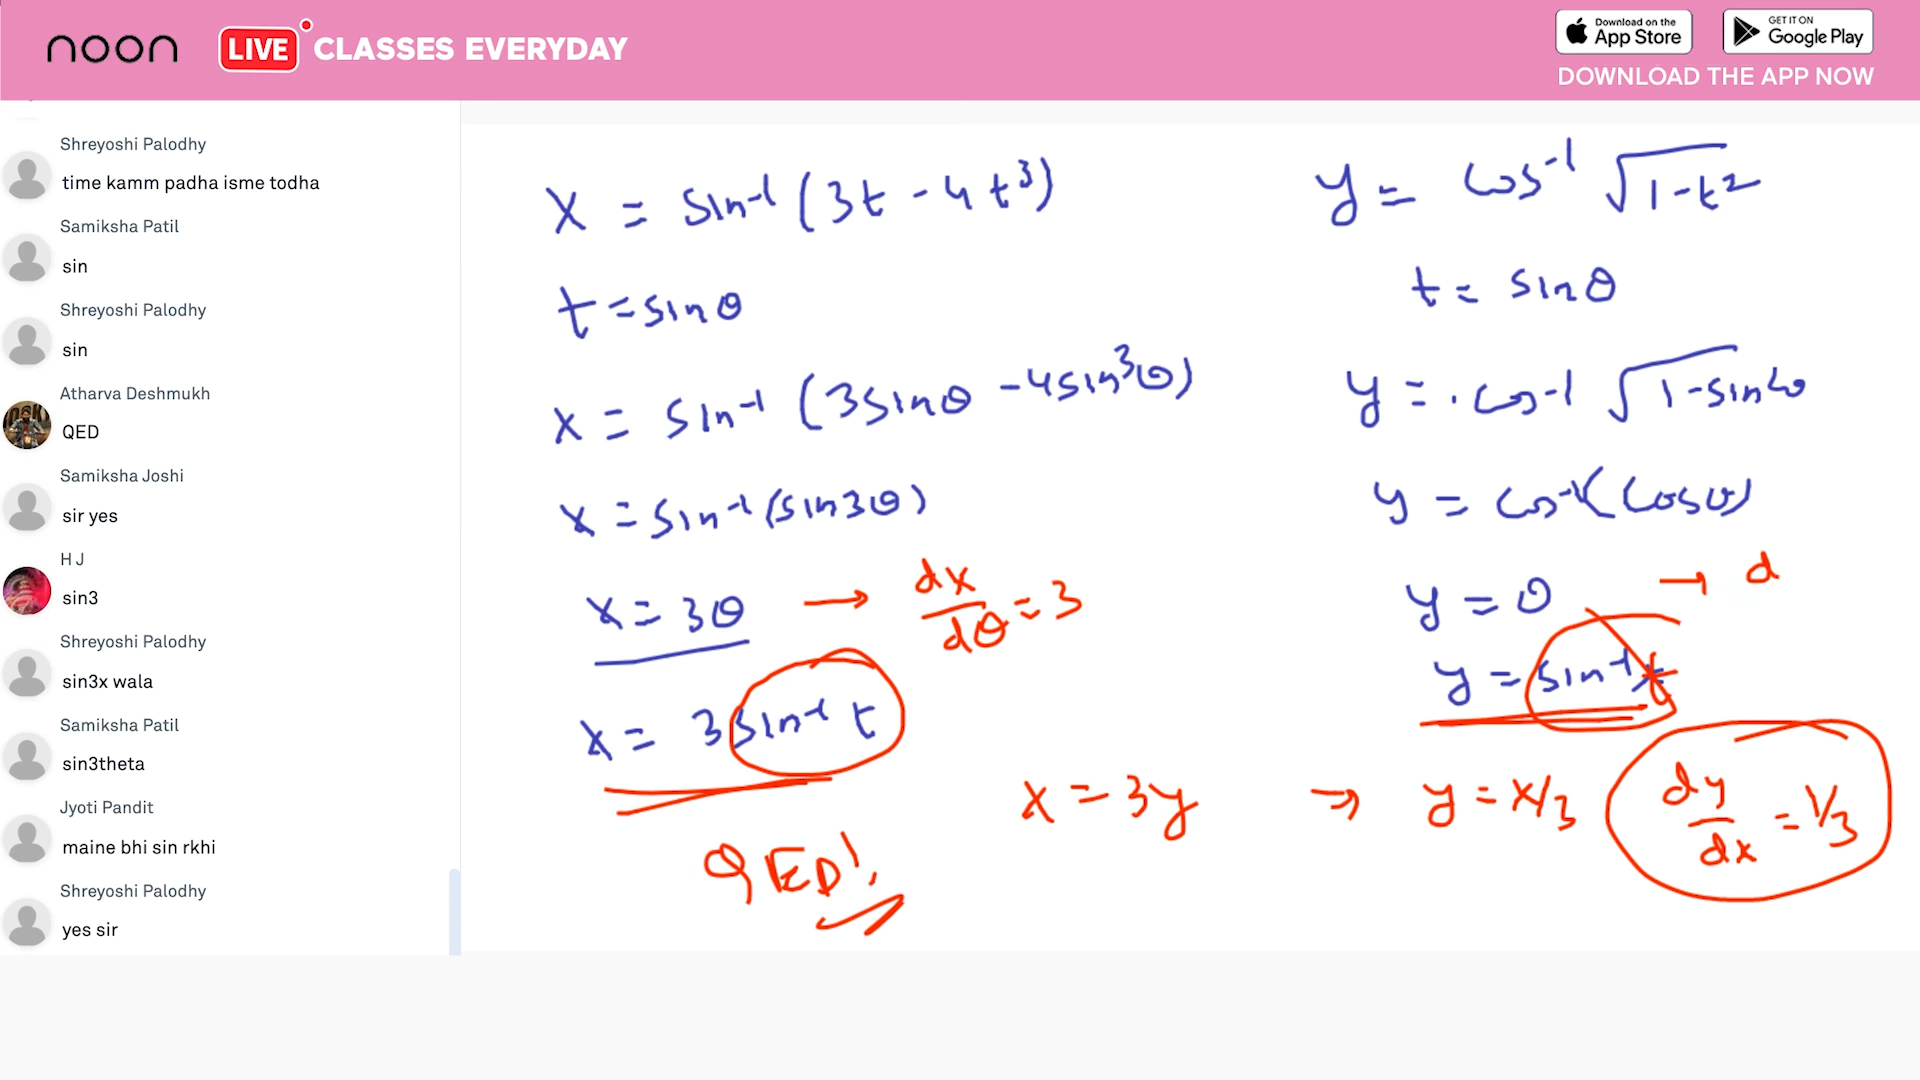 noon LIVE CLASSES EVERYDAY
Download on the App Store
GET IT ON Google Play
DOWNLOAD THE APP NOW
Shreyoshi Palodhy
time kamm padha isme todha
Samiksha Patil
sin
Shreyoshi Palodhy
sin
Atharva Deshmukh
QED
Samiksha Joshi
sir yes
H J
sin3
Shreyoshi Palodhy
sin3x wala
Samiksha Patil
sin3theta
Jyoti Pandit
maine bhi sin rkhi
Shreyoshi Palodhy
yes sir
x = sin⁻¹ (3t - 4t³)
t = sinθ
x = sin⁻¹ (3sinθ - 4sin³θ)
x = sin⁻¹ (sin3θ)
x = 3θ → dx/dθ = 3
x = 3 sin⁻¹ t
y = cos⁻¹ √1-t²
t = sinθ
y = cos⁻¹ √1-sin²θ
y = cos⁻¹ (cosθ)
y = θ → d
y = sin⁻¹ t
x = 3y → y = x/3 dy/dx = 1/3
QED!